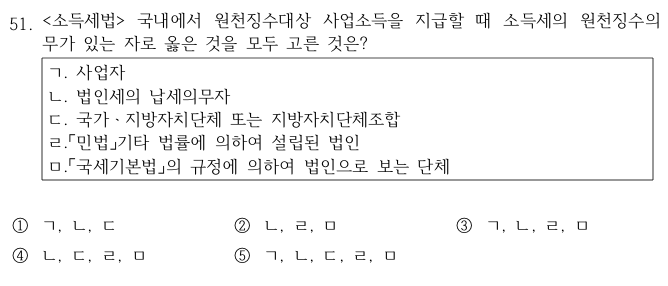 51. <소득세법> 국내에서 원천징수대상 사업소득을 지급할 때 소득세의 원천징수의
무가 있는 자로 옳은 것을 모두 고른 것은?
ㄱ. 사업자
ㄴ. 법인세의 납세의무자
ㄷ. 국가ㆍ지방자치단체 또는 지방자치단체조합
ㄹ.「민법」기타 법률에 의하여 설립된 법인
ㅁ.「국세기본법」의 규정에 의하여 법인으로 보는 단체
① ㄱ, ㄴ, ㄷ ② ㄴ, ㄹ, ㅁ ③ ㄱ, ㄴ, ㄹ, ㅁ
④ ㄴ, ㄷ, ㄹ, ㅁ ⑤ ㄱ, ㄴ, ㄷ, ㄹ, ㅁ